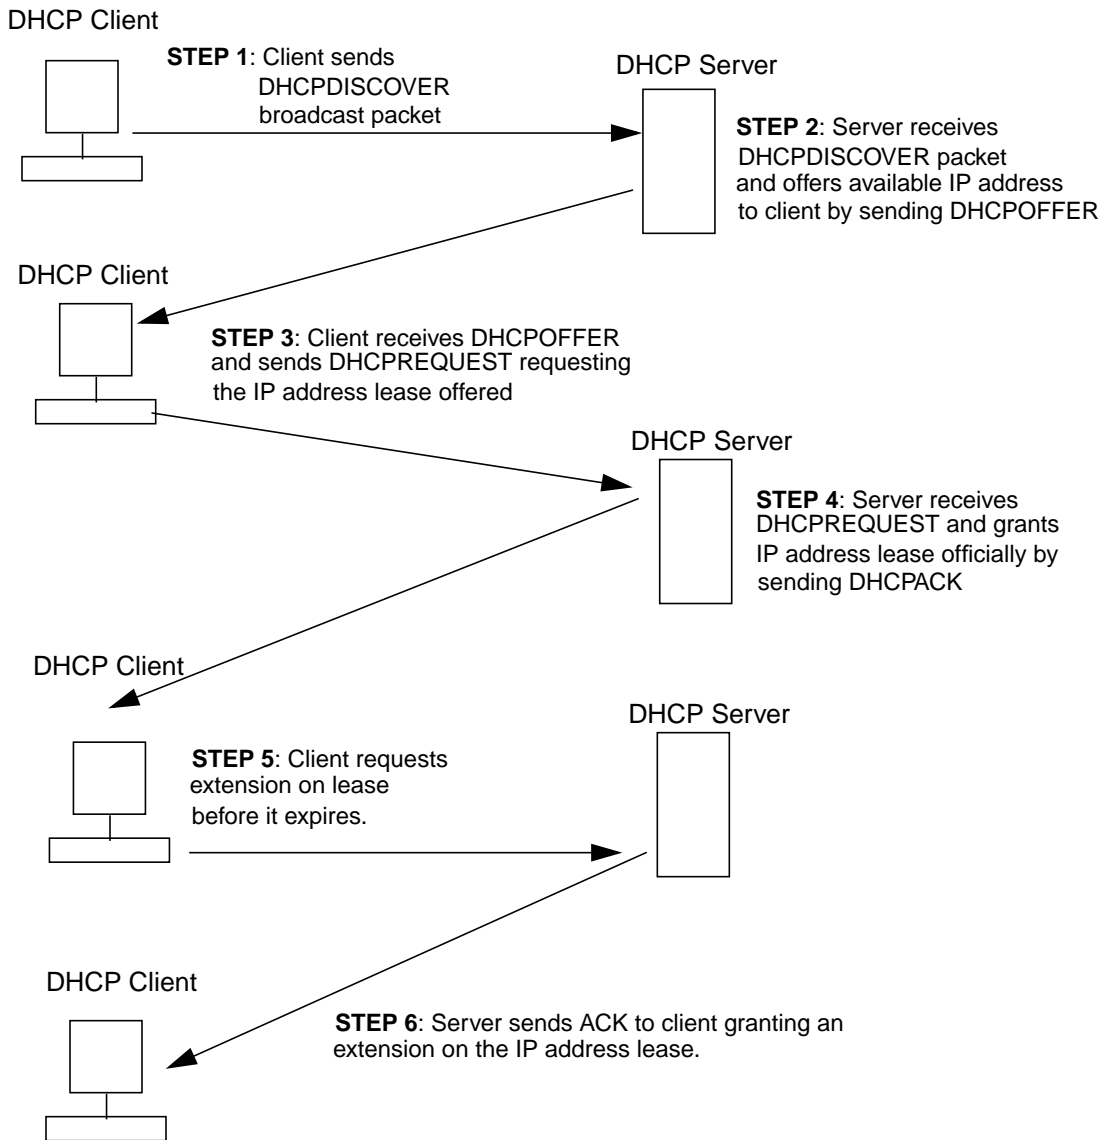 DHCP Client
STEP 1: Client sends
DHCPDISCOVER
broadcast packet
DHCP Server
STEP 2: Server receives
DHCPDISCOVER packet
and offers available IP address
to client by sending DHCPOFFER
DHCP Client
STEP 3: Client receives DHCPOFFER
and sends DHCPREQUEST requesting
the IP address lease offered
DHCP Server
STEP 4: Server receives
DHCPREQUEST and grants
IP address lease officially by
sending DHCPACK
DHCP Client
DHCP Server
STEP 5: Client requests
extension on lease
before it expires.
DHCP Client
STEP 6: Server sends ACK to client granting an
extension on the IP address lease.